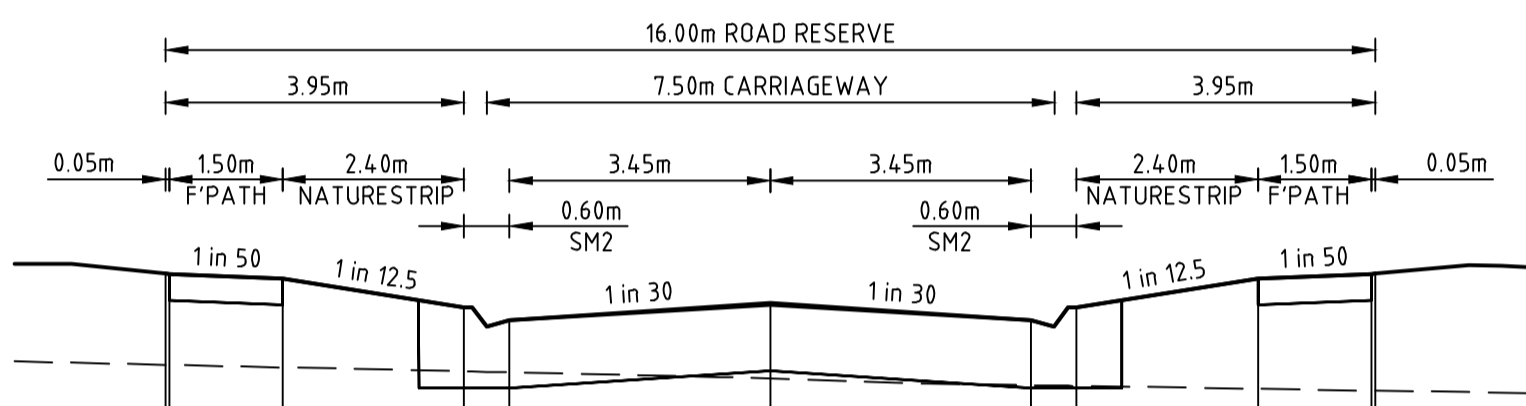 16.00m ROAD RESERVE
3.95m
7.50m CARRIAGEWAY
3.95m
0.05m
1.50m
2.40m
3.45m
3.45m
2.40m
1.50m
0.05m
F'PATH
NATURESTRIP
NATURESTRIP
F'PATH
0.60m
0.60m
SM2
SM2
1 in 50
1 in 12.5
1 in 30
1 in 30
1 in 12.5
1 in 50